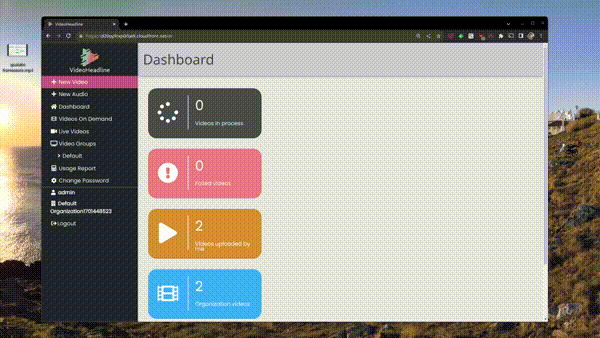 VideoHeadline
VideoHeadline
New Video
New Audio
Dashboard
Videos On Demand
Live Videos
Video Groups
Default
Usage Report
Change Password
admin
Default
Organization1701448523
Logout
Dashboard
0
Videos in process
0
Failed videos
2
Videos uploaded by
me
2
Organization videos